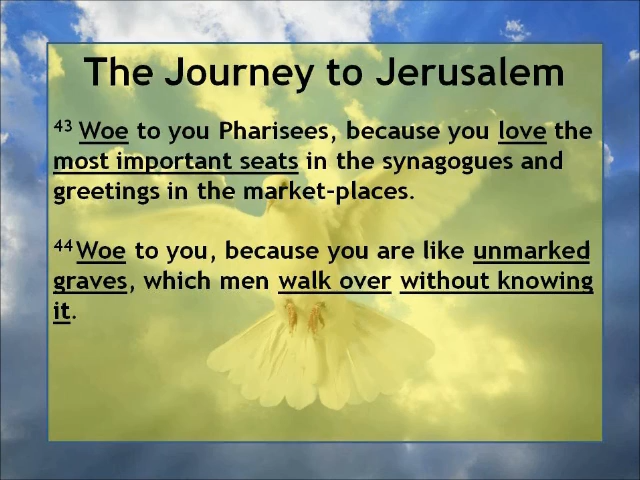 The Journey to Jerusalem
43 Woe to you Pharisees, because you love the
most important seats in the synagogues and
greetings in the market-places.
44 Woe to you, because you are like unmarked
graves, which men walk over without knowing
it.